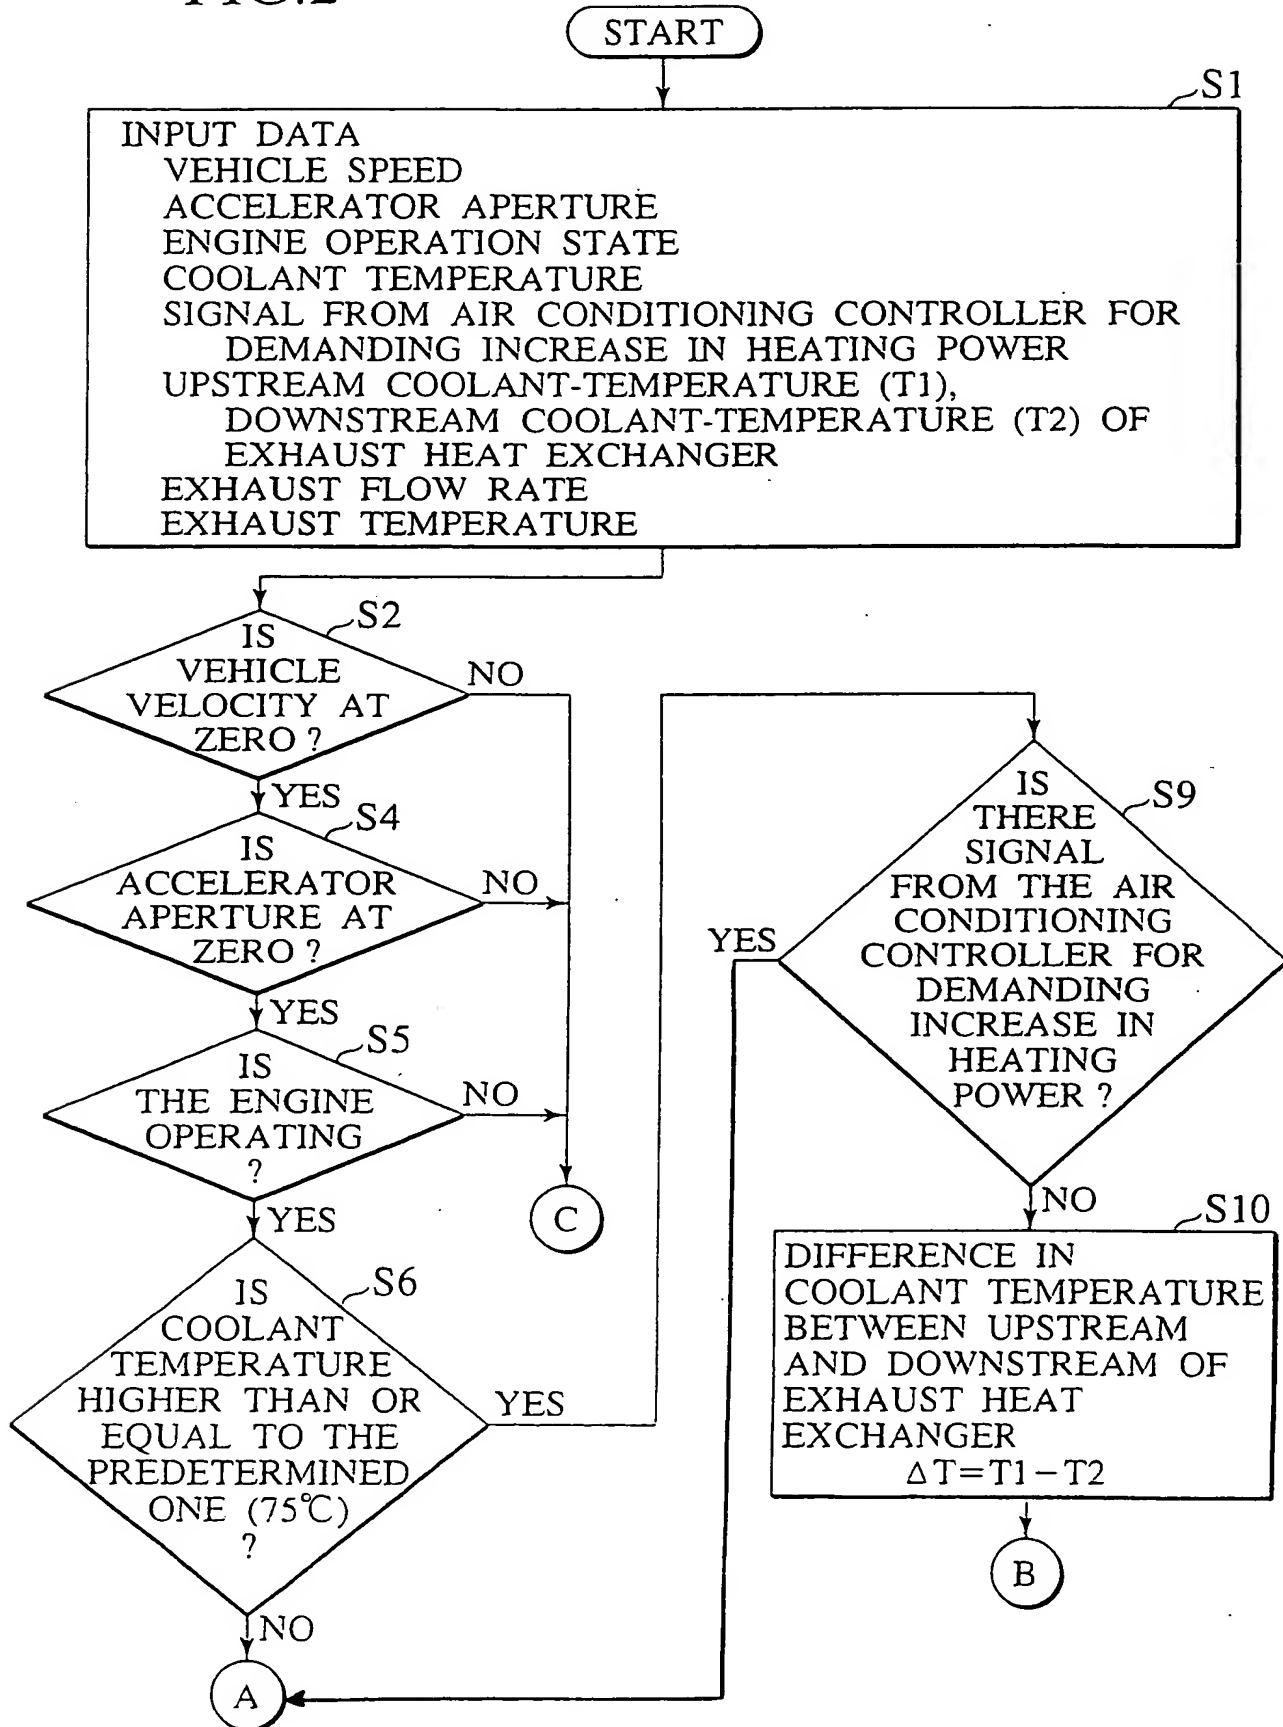 FIG.2
START
S1
INPUT DATA
VEHICLE SPEED
ACCELERATOR APERTURE
ENGINE OPERATION STATE
COOLANT TEMPERATURE
SIGNAL FROM AIR CONDITIONING CONTROLLER FOR
DEMANDING INCREASE IN HEATING POWER
UPSTREAM COOLANT-TEMPERATURE (T1),
DOWNSTREAM COOLANT-TEMPERATURE (T2) OF
EXHAUST HEAT EXCHANGER
EXHAUST FLOW RATE
EXHAUST TEMPERATURE
S2
IS
VEHICLE
VELOCITY AT
ZERO ?
NO
YES
S4
IS
ACCELERATOR
APERTURE AT
ZERO ?
NO
YES
S5
IS
THE ENGINE
OPERATING
?
NO
YES
C
S6
IS
COOLANT
TEMPERATURE
HIGHER THAN OR
EQUAL TO THE
PREDETERMINED
ONE (75℃)
?
YES
NO
A
S9
IS
THERE
SIGNAL
FROM THE AIR
CONDITIONING
CONTROLLER FOR
DEMANDING
INCREASE IN
HEATING
POWER ?
YES
NO
S10
DIFFERENCE IN
COOLANT TEMPERATURE
BETWEEN UPSTREAM
AND DOWNSTREAM OF
EXHAUST HEAT
EXCHANGER
ΔT=T1−T2
B